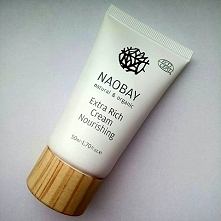 NAOBAY
natural & organic
Extra Rich
Cream
Nourishing
50ml 1,70fl.oz.